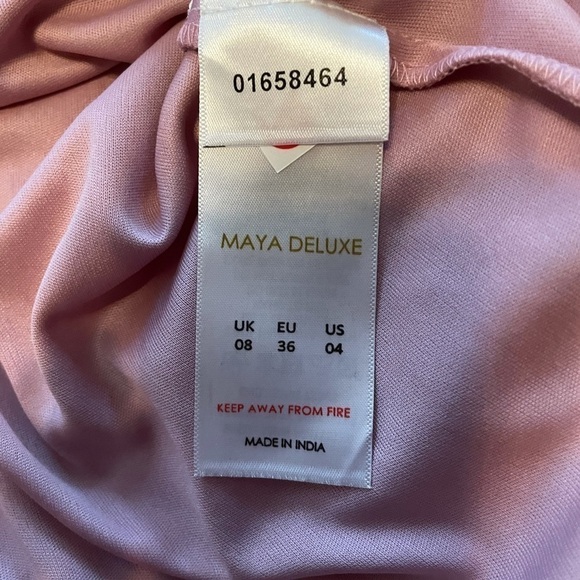 01658464
MAYA DELUXE
UK EU US
08 36 04
KEEP AWAY FROM FIRE
MADE IN INDIA